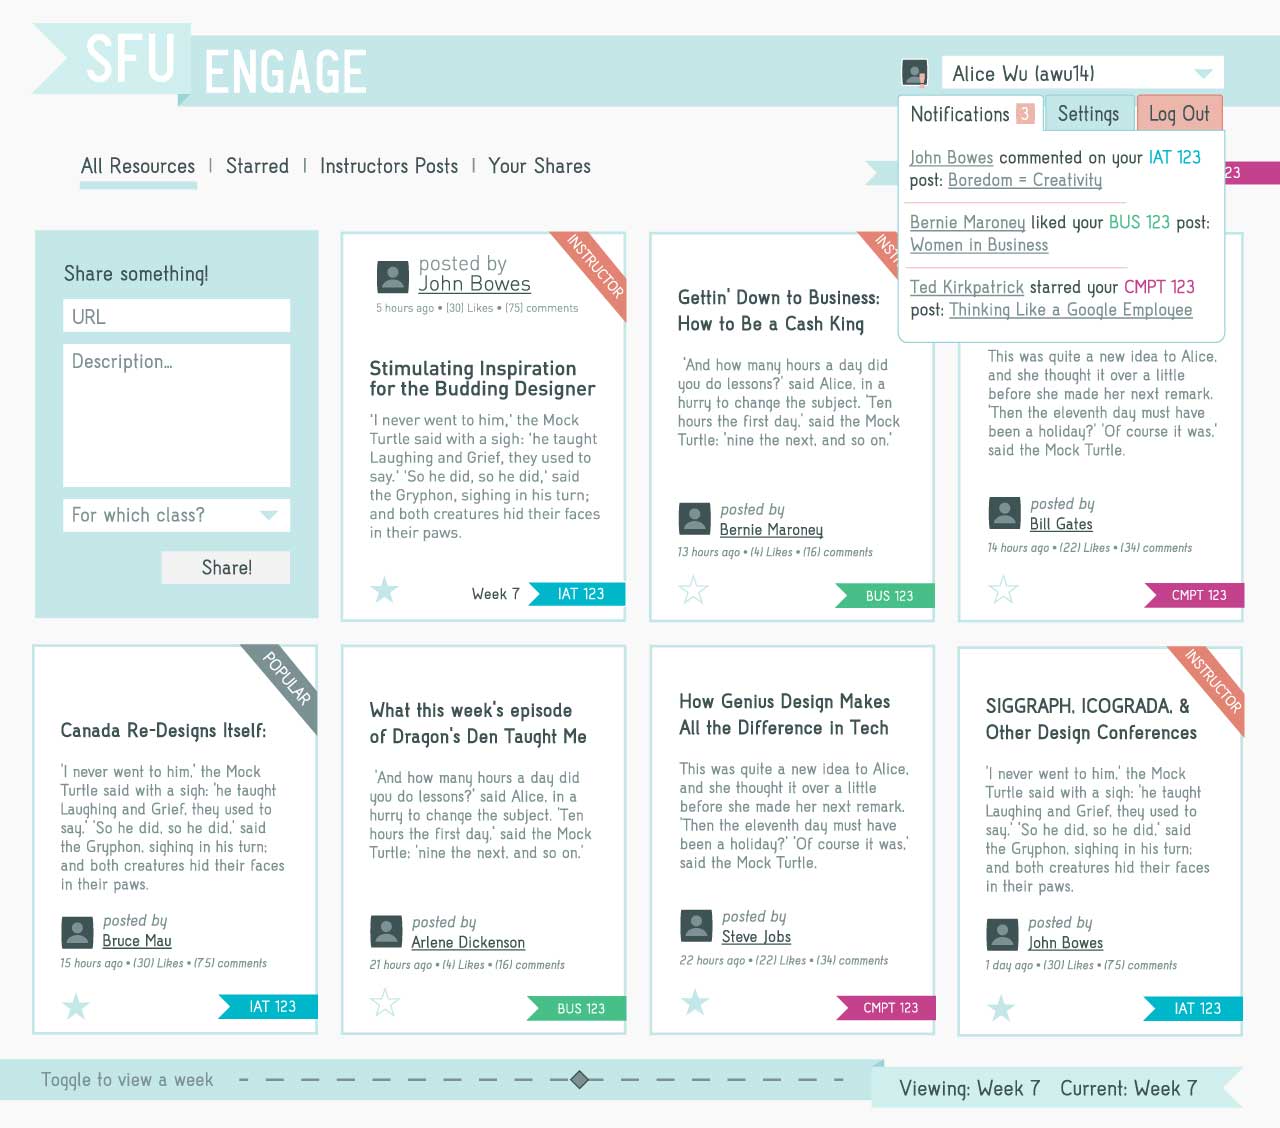 SFU
ENGAGE
Alice Wu (awu14)
Notifications 3
Settings
Log Out
John Bowes commented on your IAT 123
post: Boredom = Creativity
Bernie Maroney liked your BUS 123 post:
Women in Business
Ted Kirkpatrick starred your CMPT 123
post: Thinking Like a Google Employee
All Resources | Starred | Instructors Posts | Your Shares
23
Share something!
URL
Description...
For which class?
Share!
INSTRUCTOR
posted by
John Bowes
5 hours ago • (30) Likes • (75) comments
Stimulating Inspiration
for the Budding Designer
'I never went to him,' the Mock
Turtle said with a sigh: 'he taught
Laughing and Grief, they used to
say.' 'So he did, so he did,' said
the Gryphon, sighing in his turn;
and both creatures hid their faces
in their paws.
Week 7
IAT 123
Gettin' Down to Business:
How to Be a Cash King
'And how many hours a day did
you do lessons?' said Alice, in a
hurry to change the subject. 'Ten
hours the first day,' said the Mock
Turtle: 'nine the next, and so on.'
posted by
Bernie Maroney
13 hours ago • (4) Likes • (16) comments
BUS 123
This was quite a new idea to Alice,
and she thought it over a little
before she made her next remark.
'Then the eleventh day must have
been a holiday?' 'Of course it was,'
said the Mock Turtle.
posted by
Bill Gates
14 hours ago • (22) Likes • (34) comments
CMPT 123
POPULAR
Canada Re-Designs Itself:
'I never went to him,' the Mock
Turtle said with a sigh: 'he taught
Laughing and Grief, they used to
say.' 'So he did, so he did,' said
the Gryphon, sighing in his turn;
and both creatures hid their faces
in their paws.
posted by
Bruce Mau
15 hours ago • (30) Likes • (75) comments
IAT 123
What this week's episode
of Dragon's Den Taught Me
'And how many hours a day did
you do lessons?' said Alice, in a
hurry to change the subject. 'Ten
hours the first day,' said the Mock
Turtle: 'nine the next, and so on.'
posted by
Arlene Dickenson
21 hours ago • (4) Likes • (16) comments
BUS 123
How Genius Design Makes
All the Difference in Tech
This was quite a new idea to Alice,
and she thought it over a little
before she made her next remark.
'Then the eleventh day must have
been a holiday?' 'Of course it was,'
said the Mock Turtle.
posted by
Steve Jobs
22 hours ago • (22) Likes • (34) comments
CMPT 123
INSTRUCTOR
SIGGRAPH, ICOGRADA, &
Other Design Conferences
'I never went to him,' the Mock
Turtle said with a sigh: 'he taught
Laughing and Grief, they used to
say.' 'So he did, so he did,' said
the Gryphon, sighing in his turn;
and both creatures hid their faces
in their paws.
posted by
John Bowes
1 day ago • (30) Likes • (75) comments
IAT 123
Toggle to view a week
Viewing: Week 7 Current: Week 7